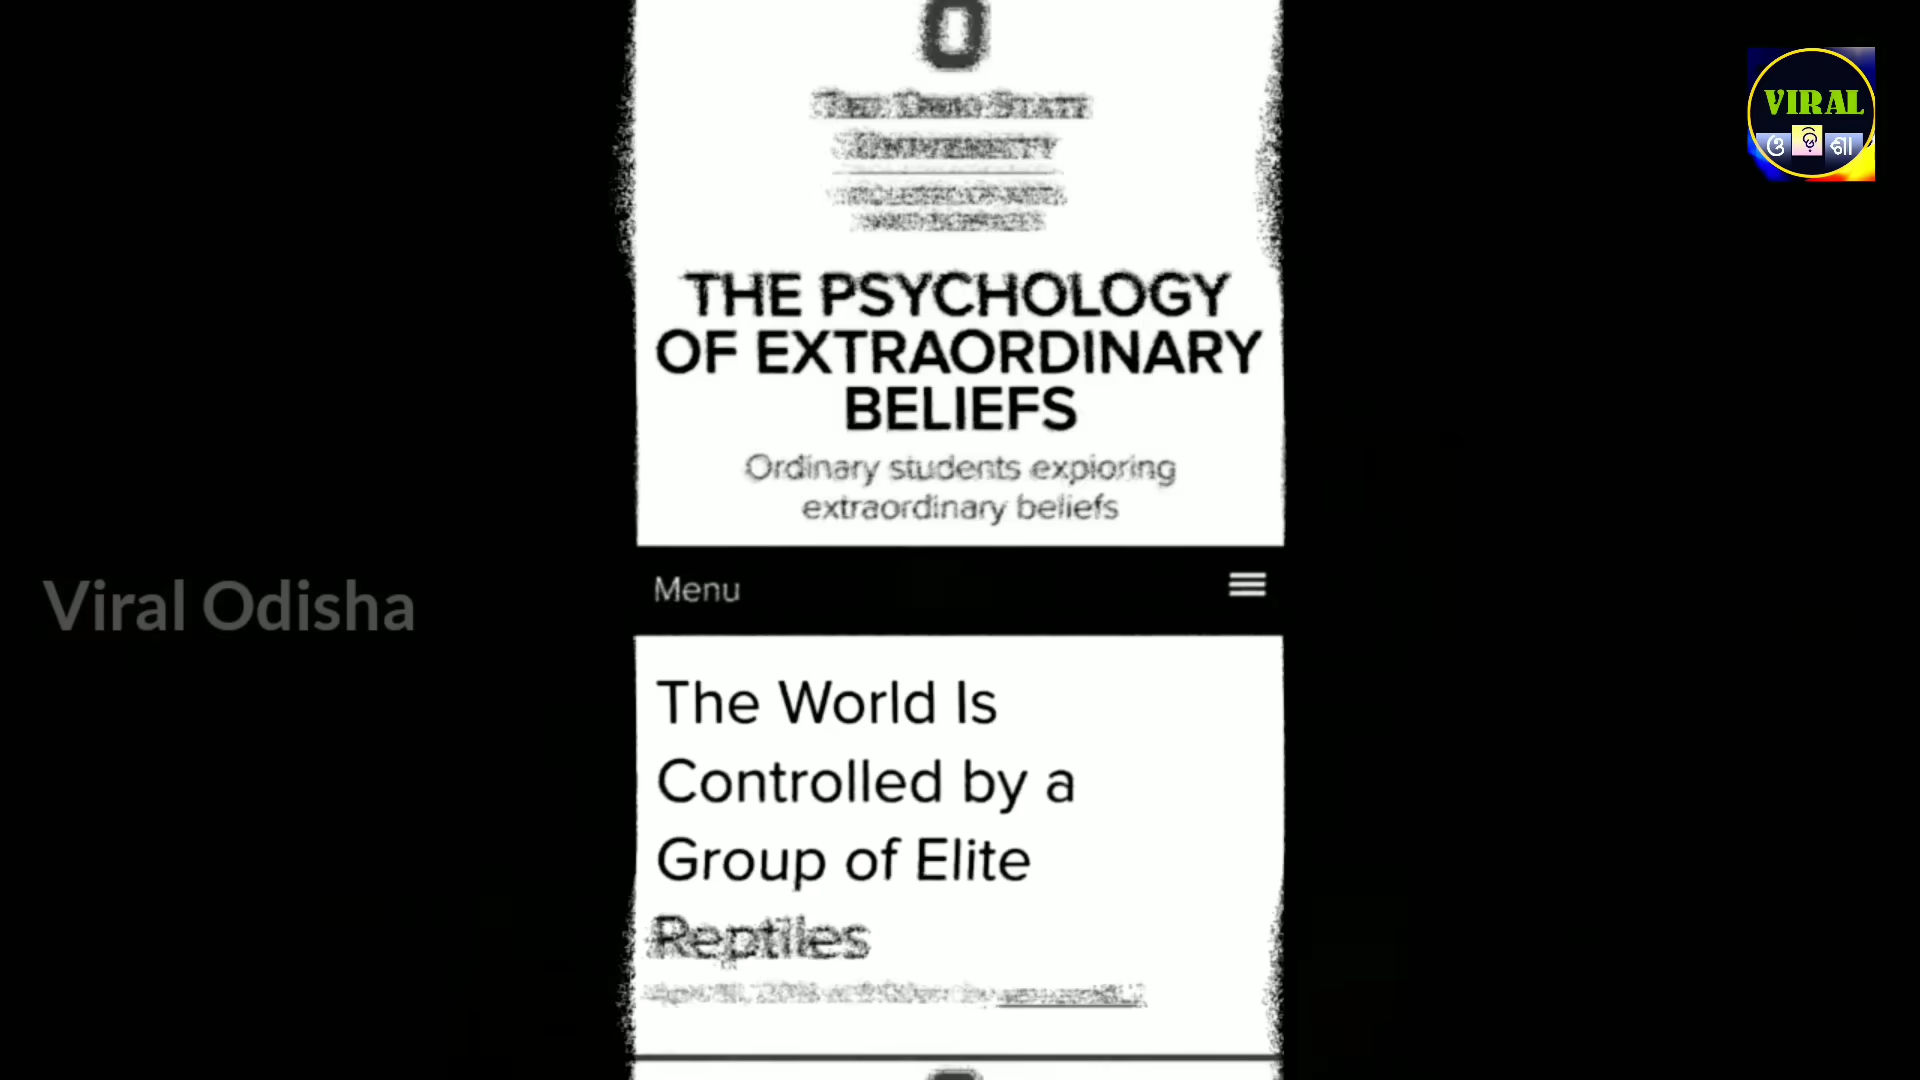 VIRAL
ଓ ଡ଼ି ଶା
THE PSYCHOLOGY
OF EXTRAORDINARY
BELIEFS
Ordinary students exploring
extraordinary beliefs
Viral Odisha
Menu
The World Is
Controlled by a
Group of Elite
Reptiles